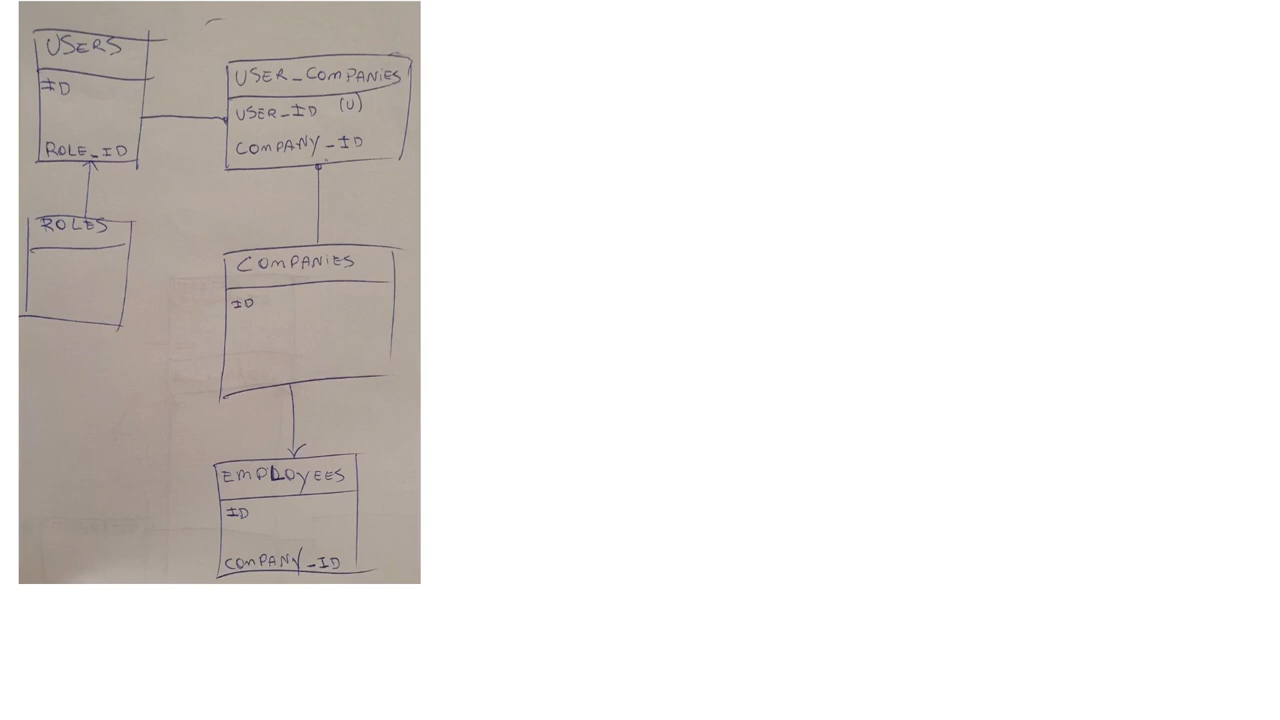 USERS
ID
ROLE_ID
ROLES
USER_COMPANIES
USER_ID (U)
COMPANY_ID
COMPANIES
ID
EMPLOYEES
ID
COMPANY_ID